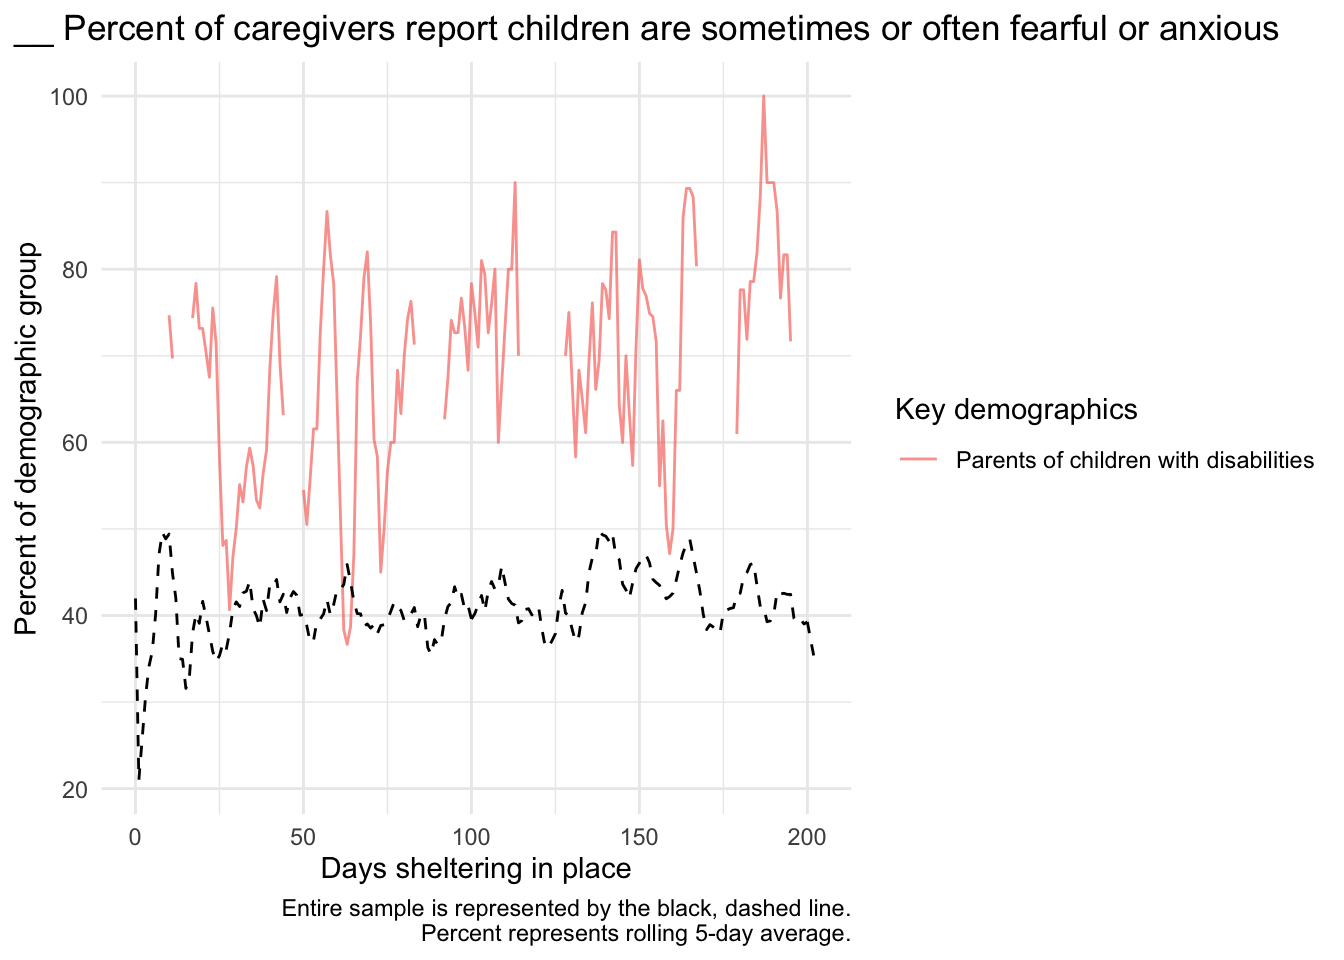 __ Percent of caregivers report children are sometimes or often fearful or anxious
Percent of demographic group
100
80
60
40
20
0
50
100
150
200
Days sheltering in place
Key demographics
Parents of children with disabilities
Entire sample is represented by the black, dashed line.
Percent represents rolling 5-day average.